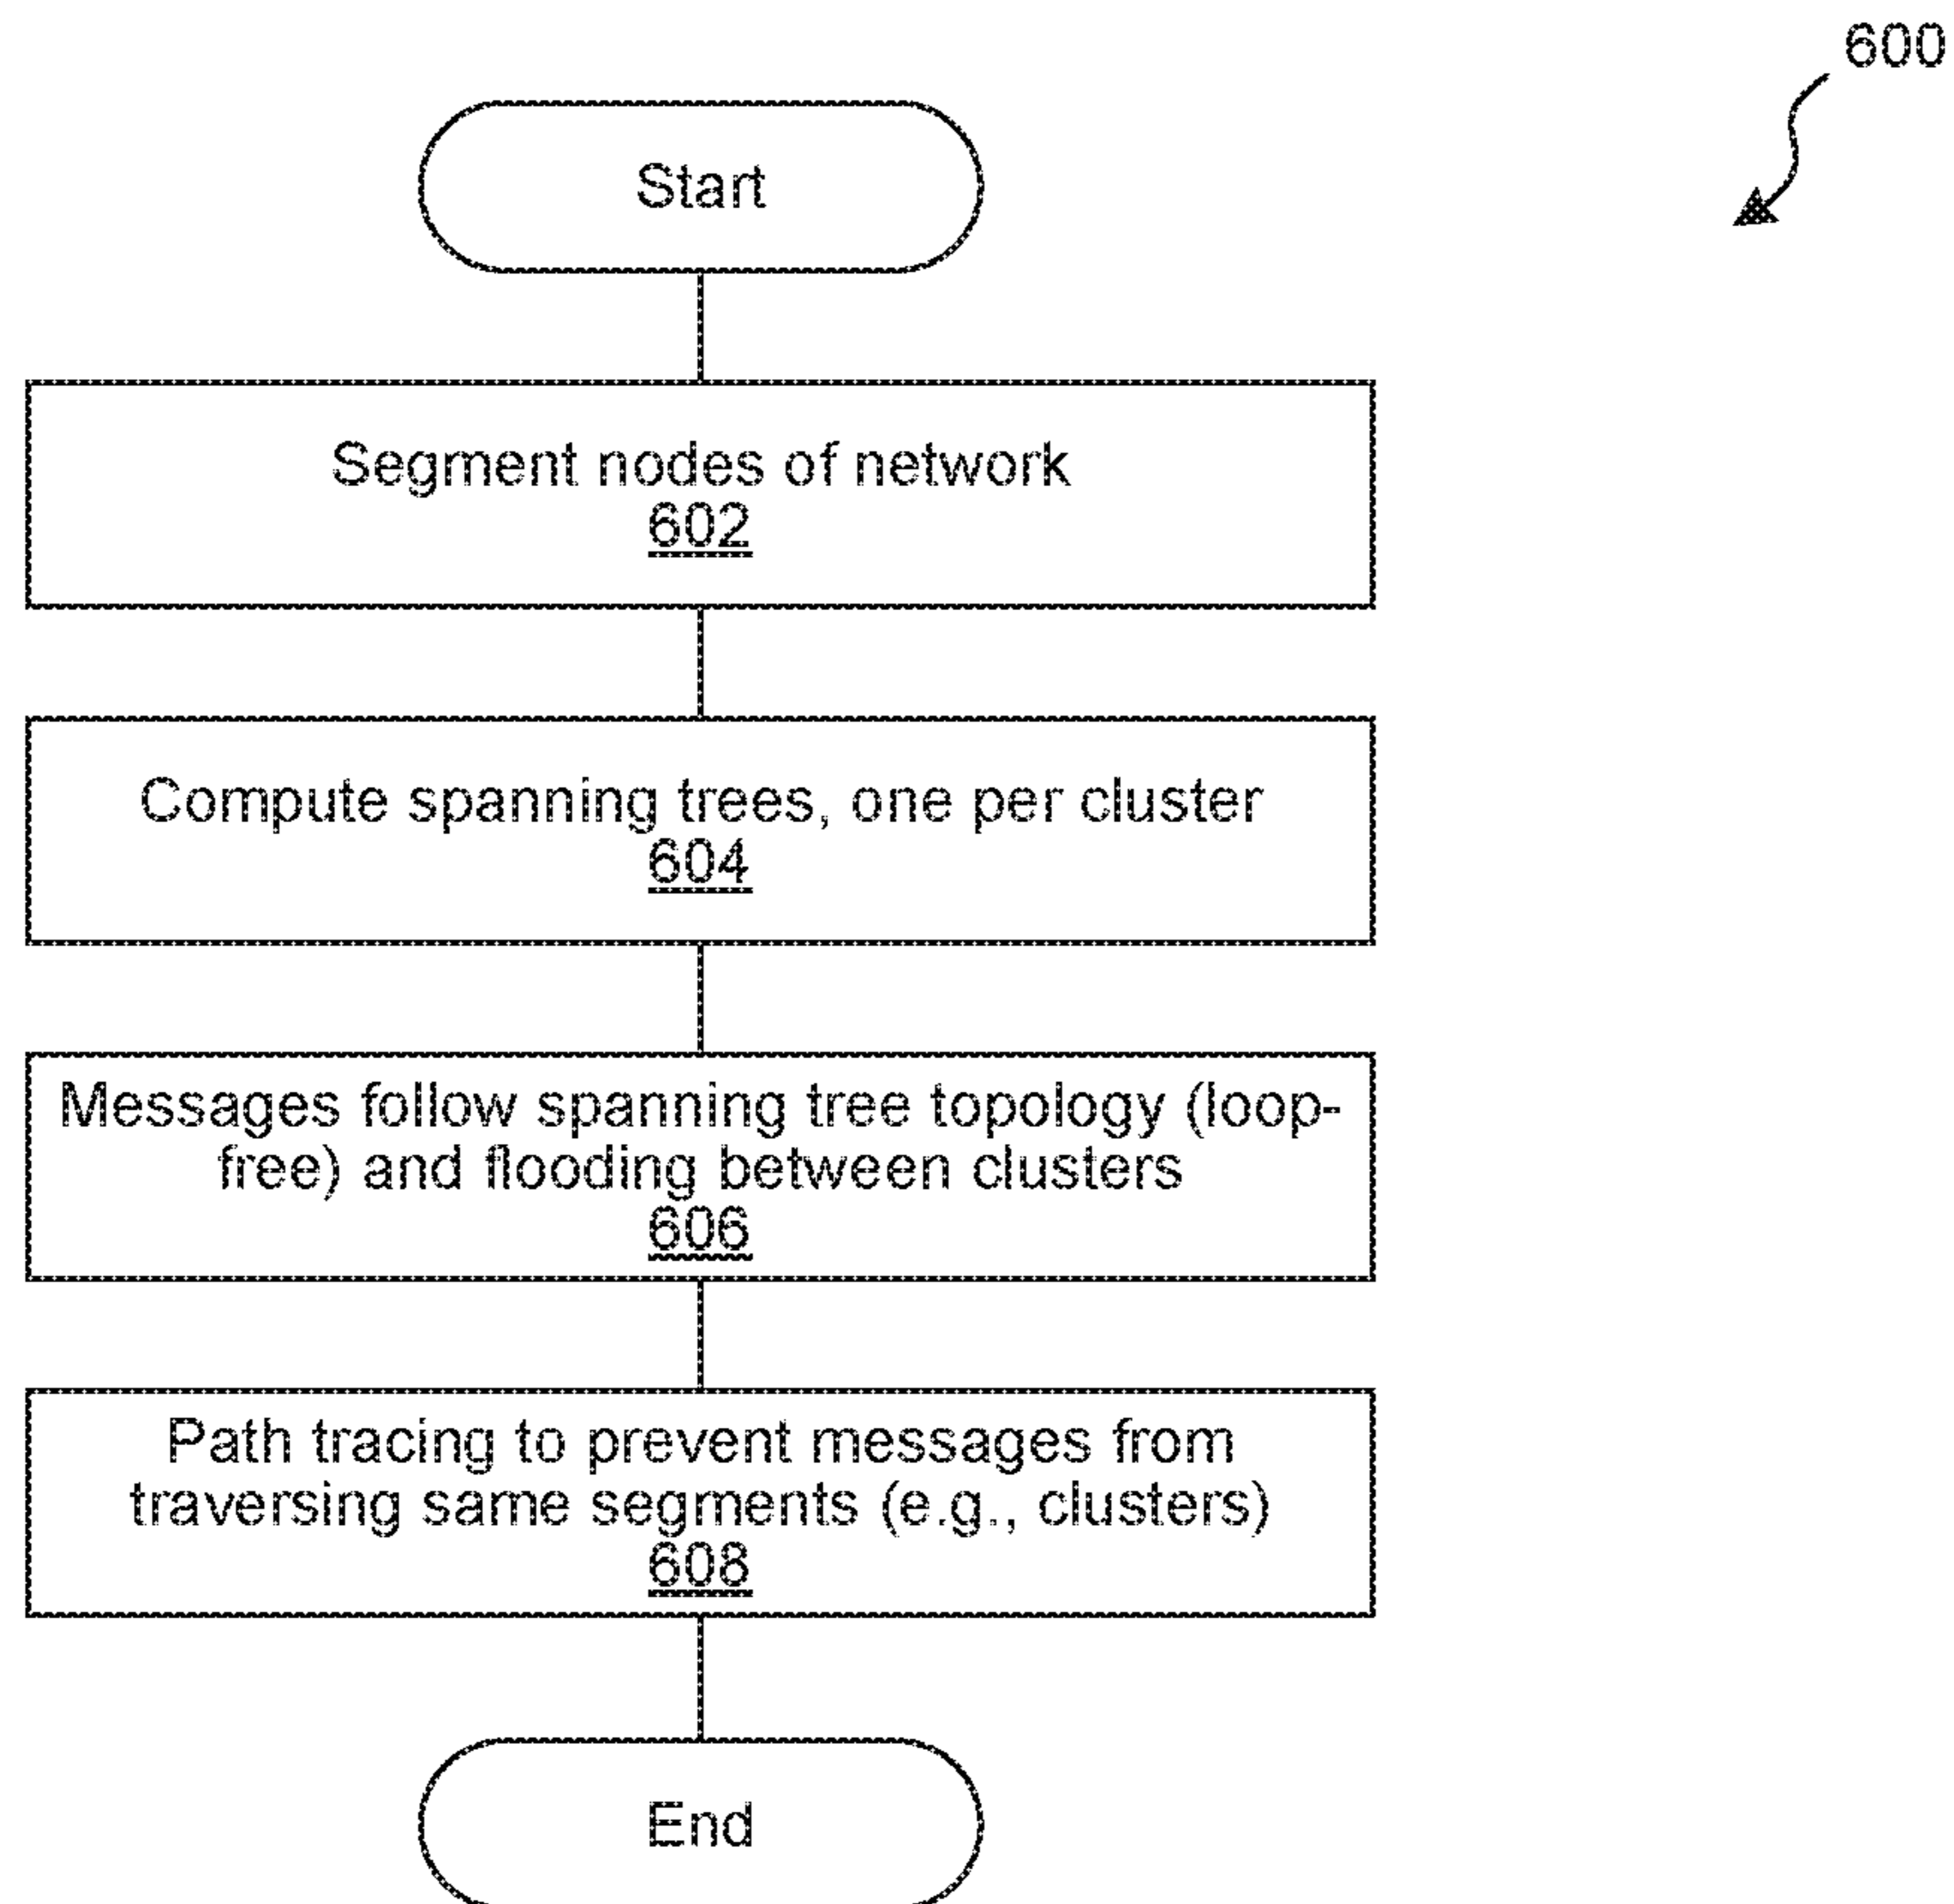 600
Start
Segment nodes of network
602
Compute spanning trees, one per cluster
604
Messages follow spanning tree topology (loop-
free) and flooding between clusters
606
Path tracing to prevent messages from
traversing same segments (e.g., clusters)
608
End